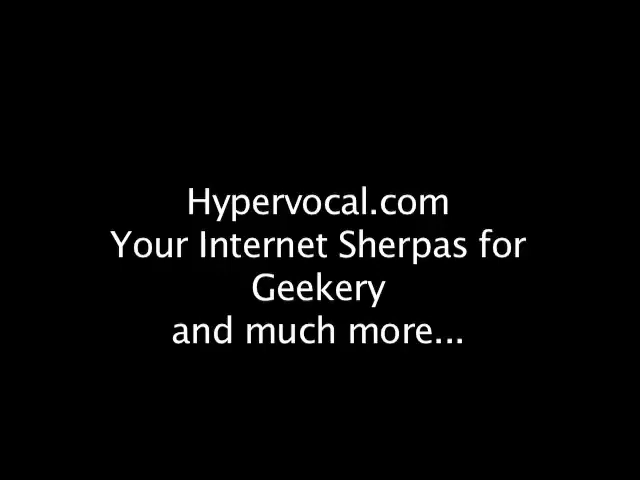 Hypervocal.com
Your Internet Sherpas for
Geekery
and much more...